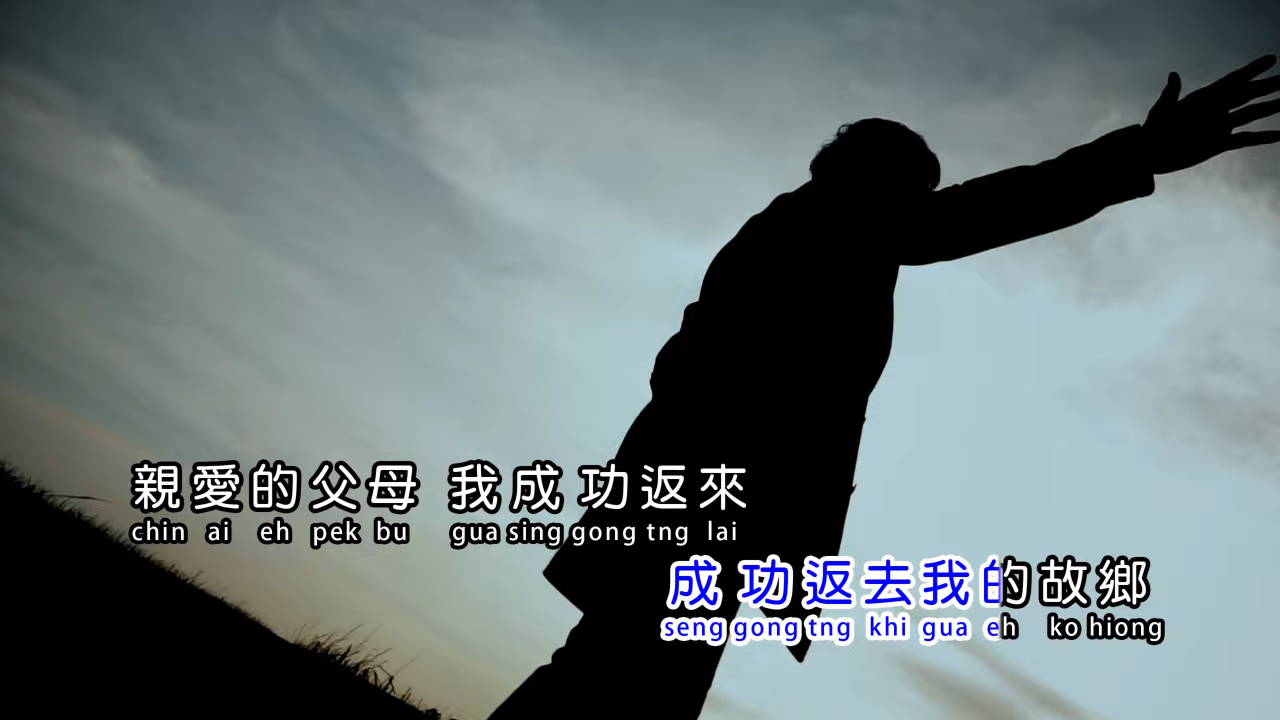 親愛的父母 我成功返來
chin ai eh pek bu gua sing gong tng lai
成功返去我的故鄉
seng gong tng khi gua eh ko hiong